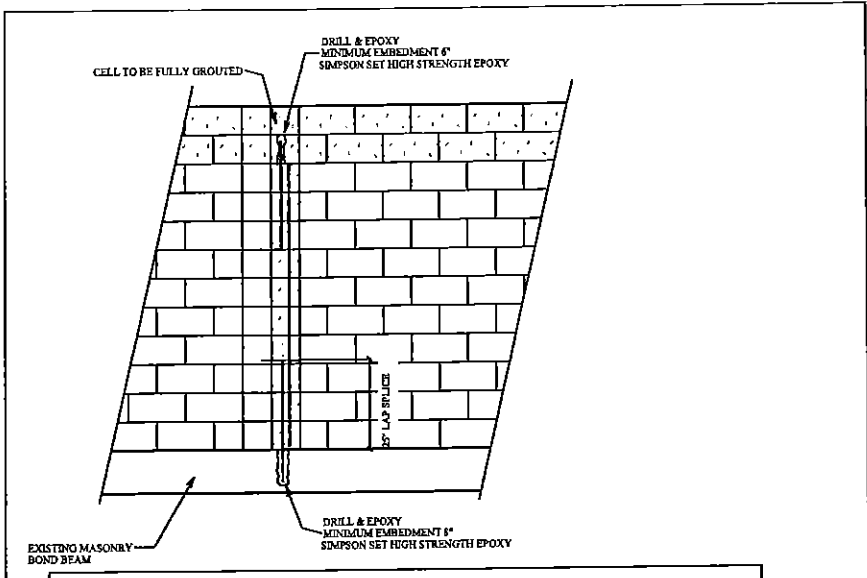 DRILL & EPOXY
MINIMUM EMBEDMENT 6"
SIMPSON SET HIGH STRENGTH EPOXY
CELL TO BE FULLY GROUTED
25" LAP SPLICE
DRILL & EPOXY
MINIMUM EMBEDMENT 6"
SIMPSON SET HIGH STRENGTH EPOXY
EXISTING MASONRY
BOND BEAM